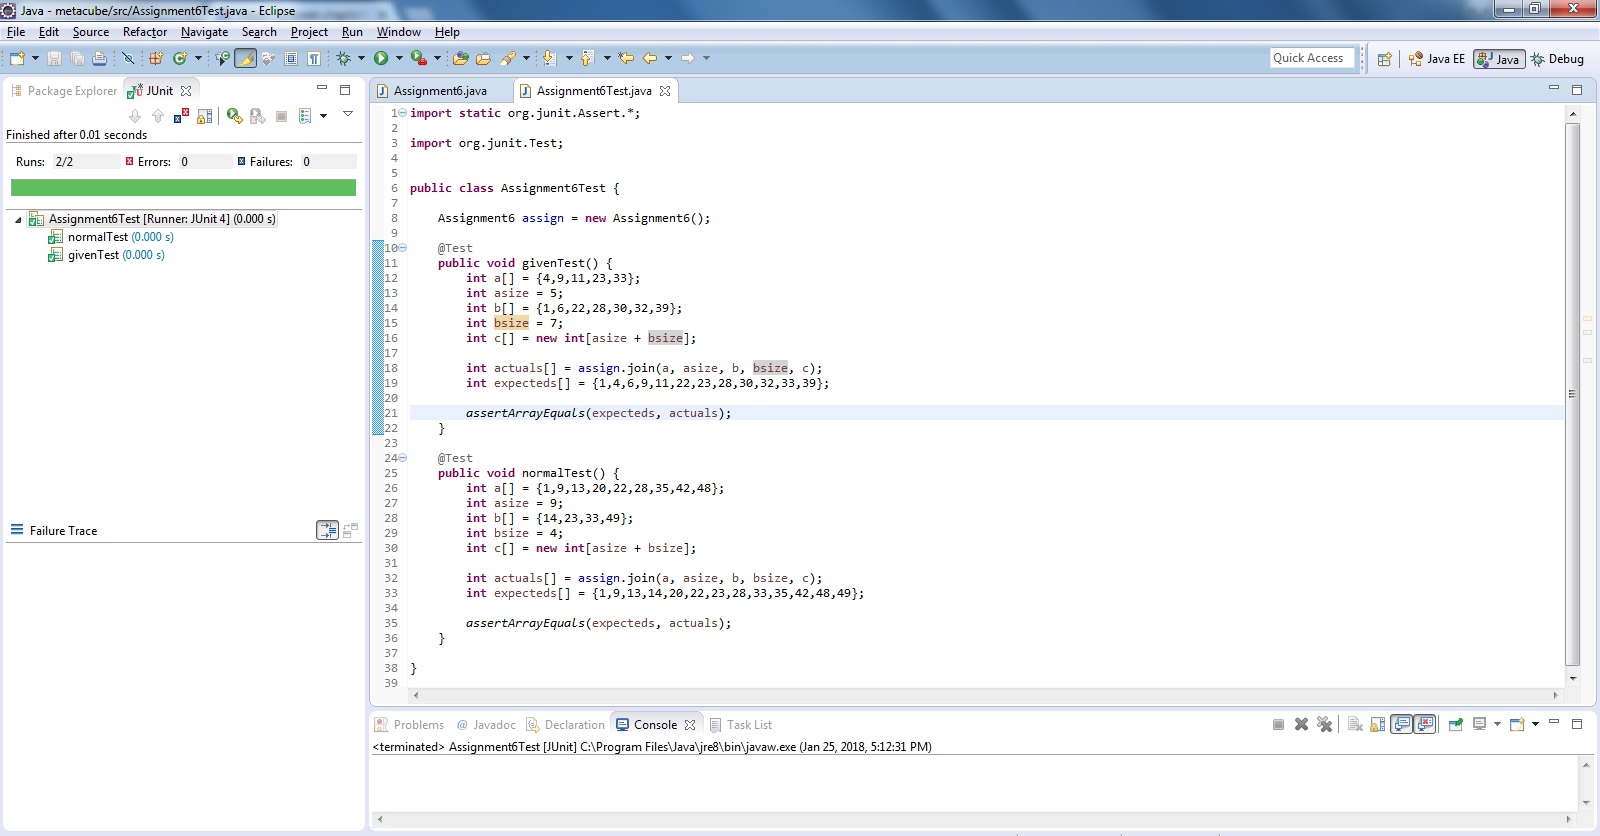 Java - metacube/src/Assignment6Test.java - Eclipse
File Edit Source Refactor Navigate Search Project Run Window Help
Quick Access Java EE Java Debug
Package Explorer JUnit
Finished after 0.01 seconds
Runs: 2/2 Errors: 0 Failures: 0
Assignment6Test [Runner: JUnit 4] (0.000 s)
normalTest (0.000 s)
givenTest (0.000 s)
Failure Trace
Assignment6.java Assignment6Test.java
1 import static org.junit.Assert.*;
2
3 import org.junit.Test;
4
5
6 public class Assignment6Test {
7
8 Assignment6 assign = new Assignment6();
9
10 @Test
11 public void givenTest() {
12 int a[] = {4,9,11,23,33};
13 int asize = 5;
14 int b[] = {1,6,22,28,30,32,39};
15 int bsize = 7;
16 int c[] = new int[asize + bsize];
17
18 int actuals[] = assign.join(a, asize, b, bsize, c);
19 int expecteds[] = {1,4,6,9,11,22,23,28,30,32,33,39};
20
21 assertArrayEquals(expecteds, actuals);
22 }
23
24 @Test
25 public void normalTest() {
26 int a[] = {1,9,13,20,22,28,35,42,48};
27 int asize = 9;
28 int b[] = {14,23,33,49};
29 int bsize = 4;
30 int c[] = new int[asize + bsize];
31
32 int actuals[] = assign.join(a, asize, b, bsize, c);
33 int expecteds[] = {1,9,13,14,20,22,23,28,33,35,42,48,49};
34
35 assertArrayEquals(expecteds, actuals);
36 }
37
38 }
39
Problems @ Javadoc Declaration Console Task List
<terminated> Assignment6Test [JUnit] C:\Program Files\Java\jre8\bin\javaw.exe (Jan 25, 2018, 5:12:31 PM)